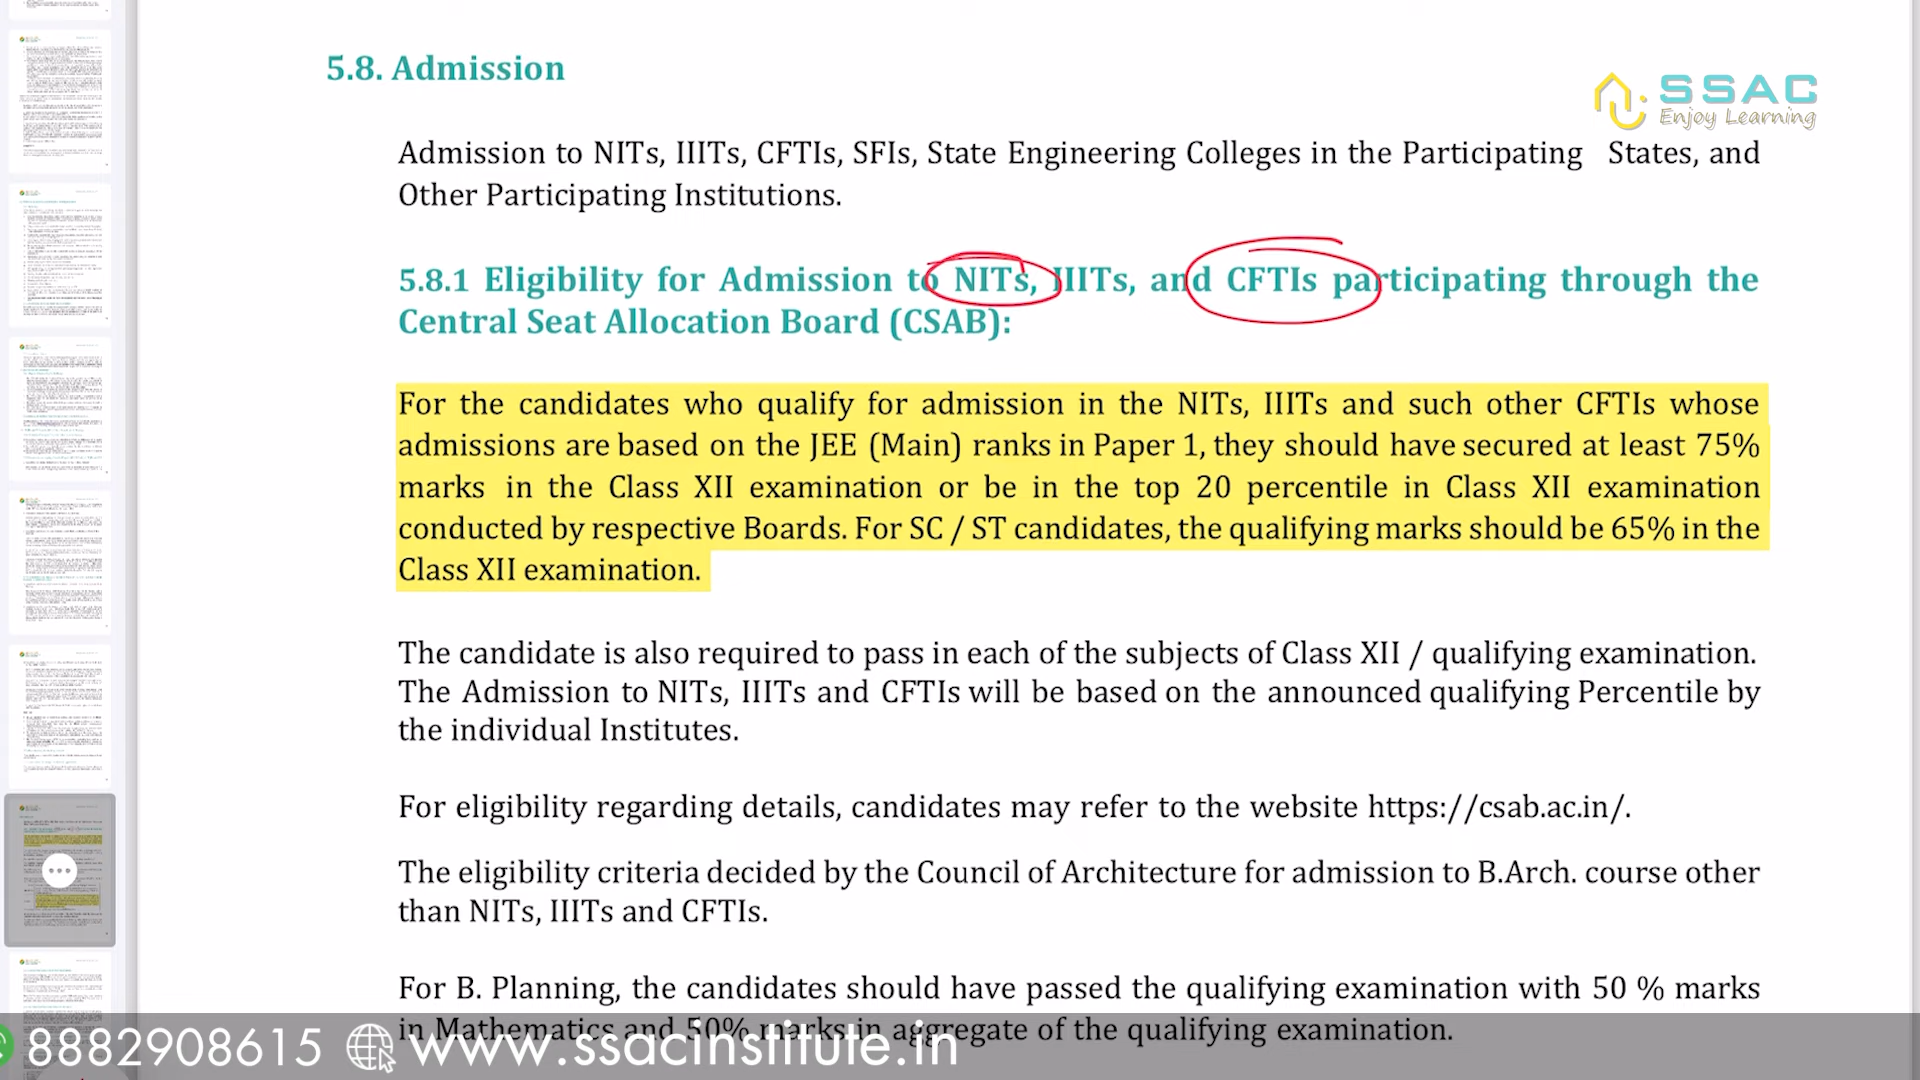 5.8. Admission
SSAC
Enjoy Learning
Admission to NITs, IIITs, CFTIs, SFIs, State Engineering Colleges in the Participating States, and
Other Participating Institutions.
5.8.1 Eligibility for Admission to NITs, IIITs, and CFTIs participating through the
Central Seat Allocation Board (CSAB):
For the candidates who qualify for admission in the NITs, IIITs and such other CFTIs whose
admissions are based on the JEE (Main) ranks in Paper 1, they should have secured at least 75%
marks in the Class XII examination or be in the top 20 percentile in Class XII examination
conducted by respective Boards. For SC / ST candidates, the qualifying marks should be 65% in the
Class XII examination.
The candidate is also required to pass in each of the subjects of Class XII / qualifying examination.
The Admission to NITs, IIITs and CFTIs will be based on the announced qualifying Percentile by
the individual Institutes.
For eligibility regarding details, candidates may refer to the website https://csab.ac.in/.
The eligibility criteria decided by the Council of Architecture for admission to B.Arch. course other
than NITs, IIITs and CFTIs.
For B. Planning, the candidates should have passed the qualifying examination with 50 % marks
in Mathematics and 50% marks in aggregate of the qualifying examination.
8882908615 www.ssacinstitute.in